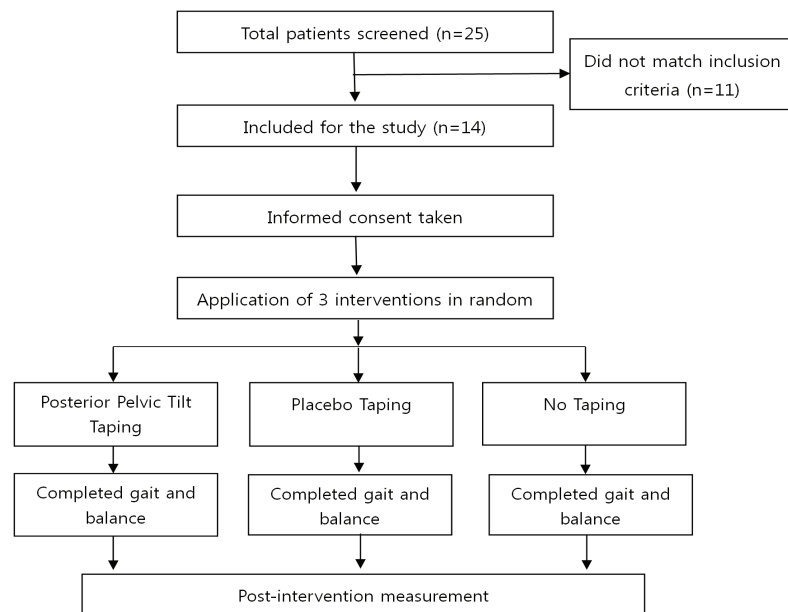 Total patients screened (n=25)
Did not match inclusion
criteria (n=11)
Included for the study (n=14)
Informed consent taken
Application of 3 interventions in random
Posterior Pelvic Tilt
Taping
Placebo Taping
No Taping
Completed gait and
balance
Completed gait and
balance
Completed gait and
balance
Post-intervention measurement